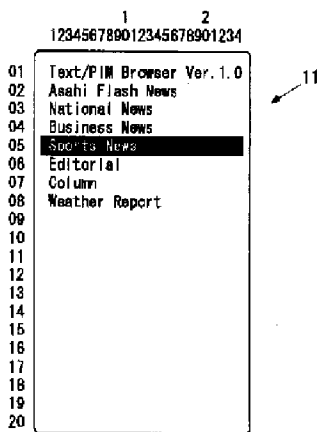 1 2
123456789012345678901234
11
01 Text/PIM Browser Ver.1.0
02 Asahi Flash News
03 National News
04 Business News
05 Sports News
06 Editorial
07 Column
08 Weather Report
09
10
11
12
13
14
15
16
17
18
19
20